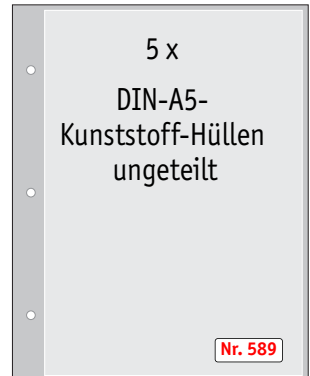 5 x
DIN-A5-
Kunststoff-Hüllen
ungeteilt
Nr. 589